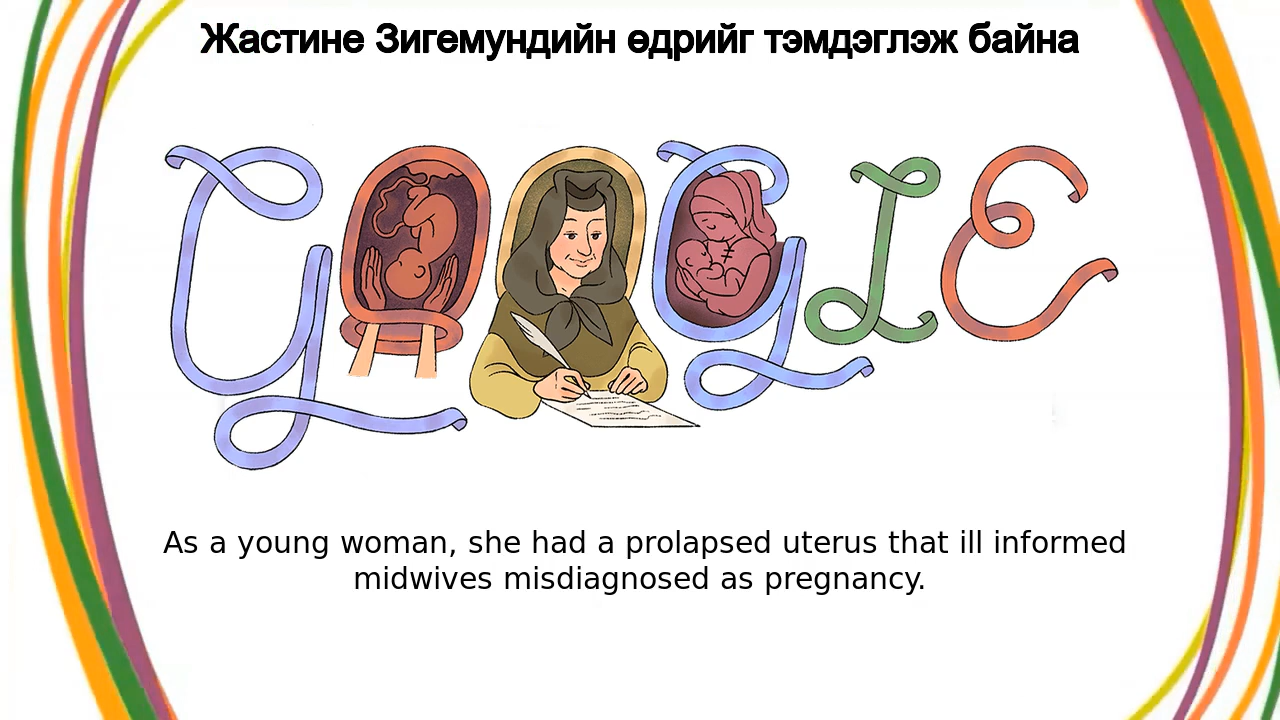 Жастине Зигемундийн өдрийг тэмдэглэж байна
GOOGLE
As a young woman, she had a prolapsed uterus that ill informed
midwives misdiagnosed as pregnancy.